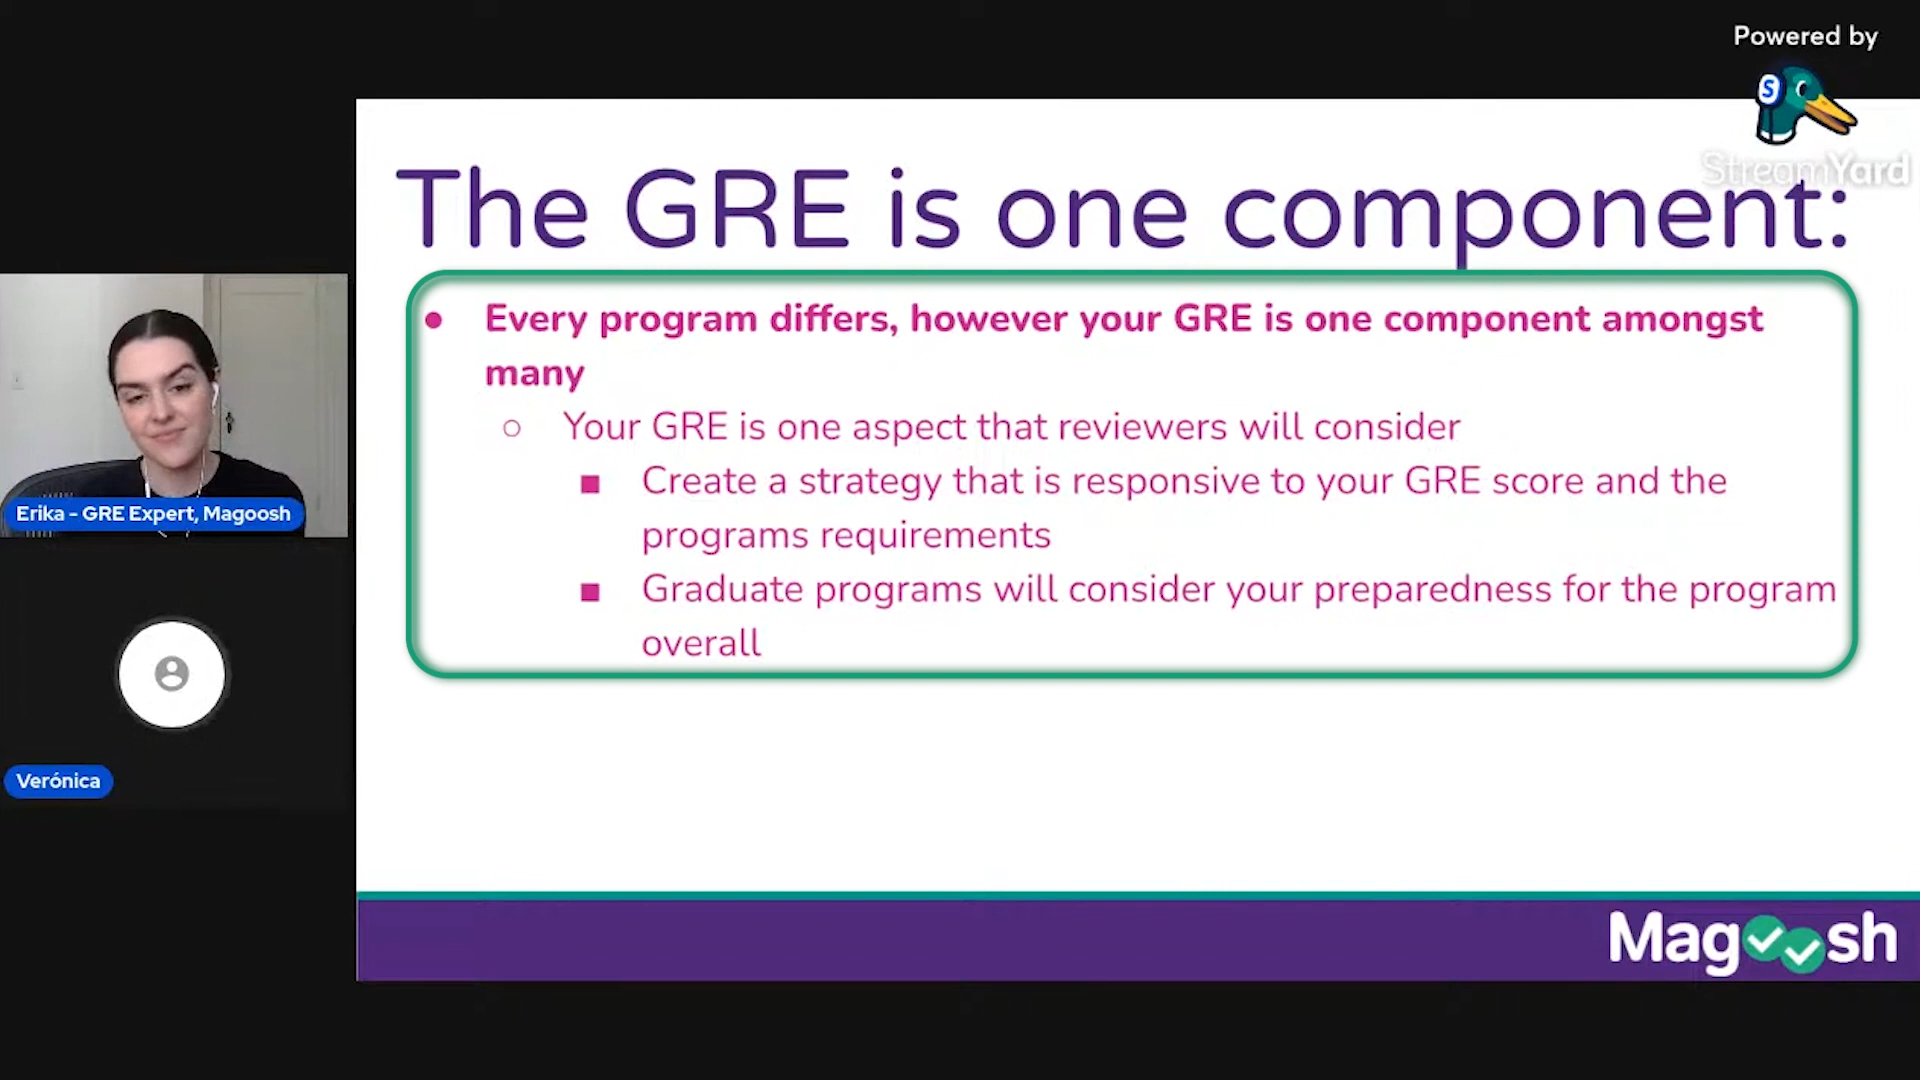 Powered by
S
StreamYard
The GRE is one component:
● Every program differs, however your GRE is one component amongst
many
○ Your GRE is one aspect that reviewers will consider
■ Create a strategy that is responsive to your GRE score and the
programs requirements
■ Graduate programs will consider your preparedness for the program
overall
Erika - GRE Expert, Magoosh
Verónica
Magoosh